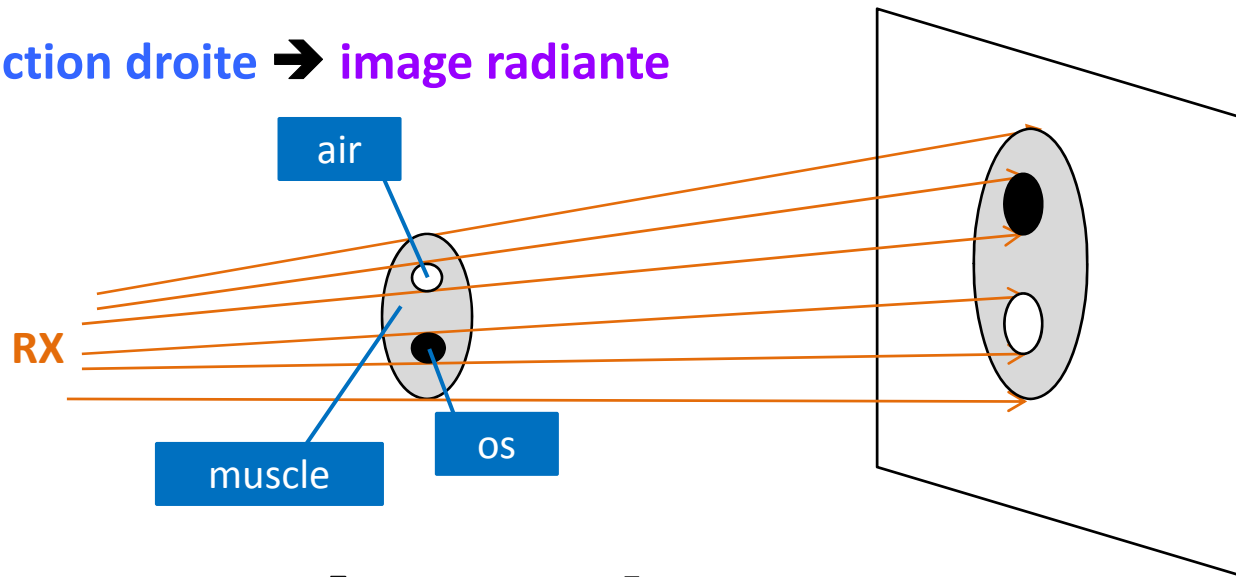 ction droite ➔ image radiante
air
RX
os
muscle